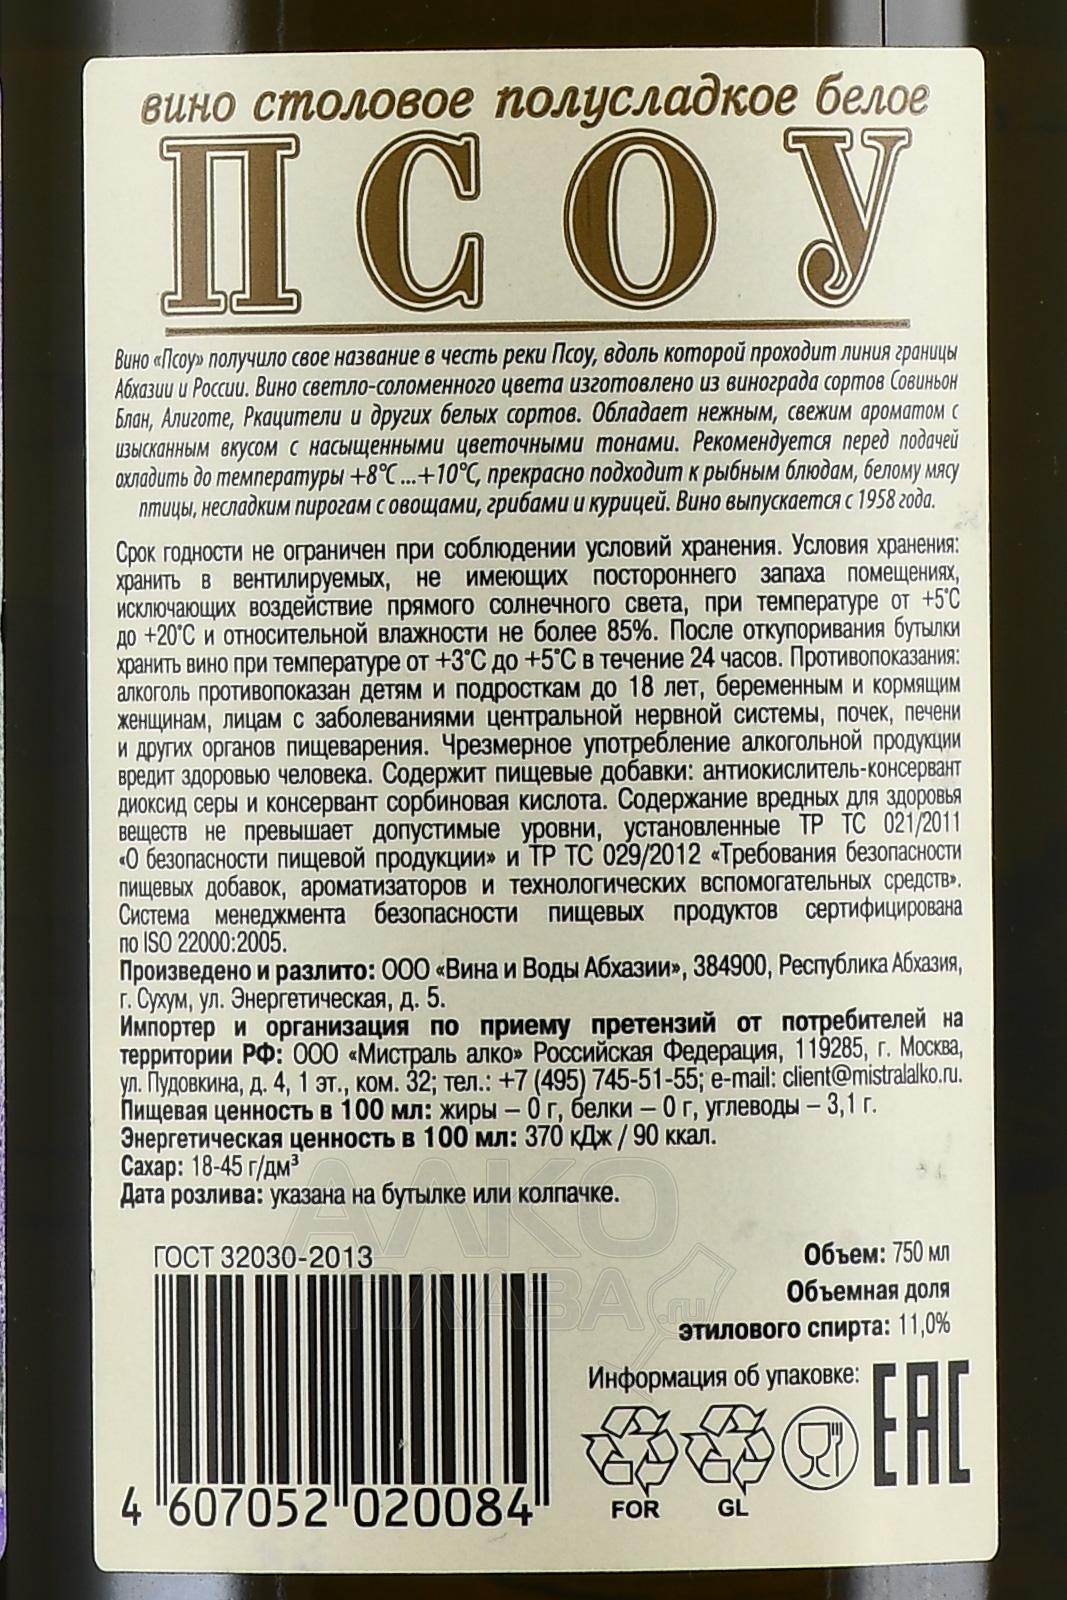 вино столовое полусладкое белое
ПСОУ
Вино «Псоу» получило свое название в честь реки Псоу, вдоль которой проходит линия границы
Абхазии и России. Вино светло-соломенного цвета изготовлено из винограда сортов Совиньон
Блан, Алиготе, Ркацители и других белых сортов. Обладает нежным, свежим ароматом с
изысканным вкусом с насыщенными цветочными тонами. Рекомендуется перед подачей
охладить до температуры +8°С...+10°С, прекрасно подходит к рыбным блюдам, белому мясу
птицы, несладким пирогам с овощами, грибами и курицей. Вино выпускается с 1958 года.
Срок годности не ограничен при соблюдении условий хранения. Условия хранения:
хранить в вентилируемых, не имеющих постороннего запаха помещениях,
исключающих воздействие прямого солнечного света, при температуре от +5°С
до +20°С и относительной влажности не более 85%. После откупоривания бутылки
хранить вино при температуре от +3°С до +5°С в течение 24 часов. Противопоказания:
алкоголь противопоказан детям и подросткам до 18 лет, беременным и кормящим
женщинам, лицам с заболеваниями центральной нервной системы, почек, печени
и других органов пищеварения. Чрезмерное употребление алкогольной продукции
вредит здоровью человека. Содержит пищевые добавки: антиокислитель-консервант
диоксид серы и консервант сорбиновая кислота. Содержание вредных для здоровья
веществ не превышает допустимые уровни, установленные ТР ТС 021/2011
«О безопасности пищевой продукции» и ТР ТС 029/2012 «Требования безопасности
пищевых добавок, ароматизаторов и технологических вспомогательных средств».
Система менеджмента безопасности пищевых продуктов сертифицирована
по ISO 22000:2005.
Произведено и разлито: ООО «Вина и Воды Абхазии», 384900, Республика Абхазия,
г. Сухум, ул. Энергетическая, д. 5.
Импортер и организация по приему претензий от потребителей на
территории РФ: ООО «Мистраль алко» Российская Федерация, 119285, г. Москва,
ул. Пудовкина, д. 4, 1 эт., ком. 32; тел.: +7 (495) 745-51-55; e-mail: client@mistralalko.ru.
Пищевая ценность в 100 мл: жиры – 0 г, белки – 0 г, углеводы – 3,1 г.
Энергетическая ценность в 100 мл: 370 кДж / 90 ккал.
Сахар: 18-45 г/дм³
Дата розлива: указана на бутылке или колпачке.
АЛКО
ПЛАВА.ru
ГОСТ 32030-2013
4 607052 020084
Объем: 750 мл
Объемная доля
этилового спирта: 11,0%
Информация об упаковке:
EAC
FOR
GL